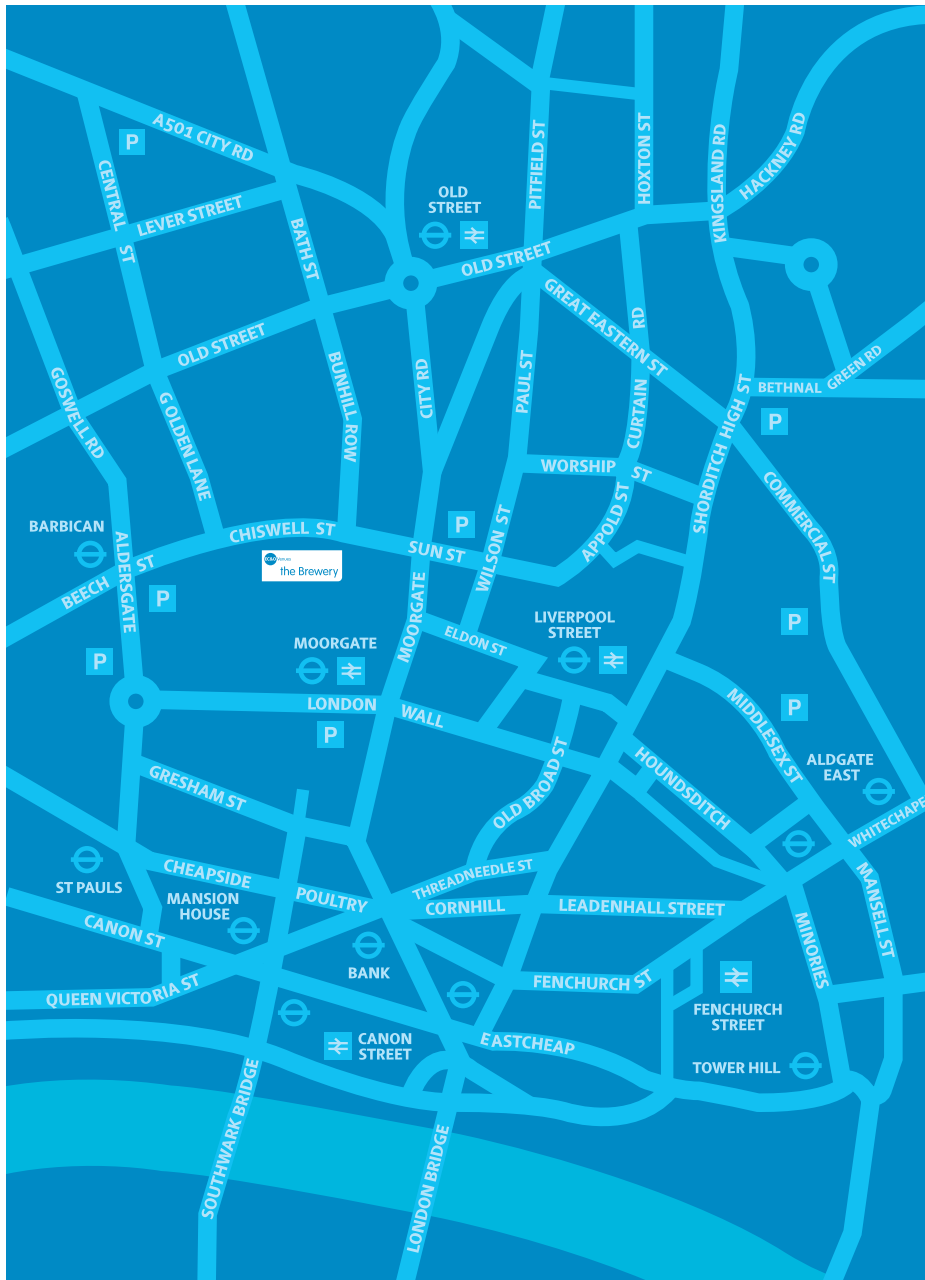 A501 CITY RD
P
CENTRAL ST
LEVER STREET
BATH ST
OLD
STREET
PITFIELD ST
HOXTON ST
KINGSLAND RD
HACKNEY RD
OLD STREET
GREAT EASTERN ST
OLD STREET
GOSWELL RD
GOLDEN LANE
BUNHILL ROW
CITY RD
PAUL ST
CURTAIN RD
SHORDITCH HIGH ST
BETHNAL GREEN RD
P
WORSHIP ST
COMMERCIAL ST
BARBICAN
ALDERSGATE
BEECH ST
CHISWELL ST
P
SUN ST
WILSON ST
APPOLD ST
the Brewery
P
P
MOORGATE
MOORGATE
ELDON ST
LIVERPOOL
STREET
P
LONDON WALL
P
P
MIDDLESEX ST
ALDGATE
EAST
GRESHAM ST
OLD BROAD ST
HOUNDSDITCH
WHITECHAPE
ST PAULS
CHEAPSIDE
POULTRY
THREADNEEDLE ST
CORNHILL
LEADENHALL STREET
MANSELL ST
MANSION
HOUSE
CANON ST
BANK
MINORIES
QUEEN VICTORIA ST
FENCHURCH ST
FENCHURCH
STREET
CANON
STREET
EASTCHEAP
TOWER HILL
SOUTHWARK BRIDGE
LONDON BRIDGE